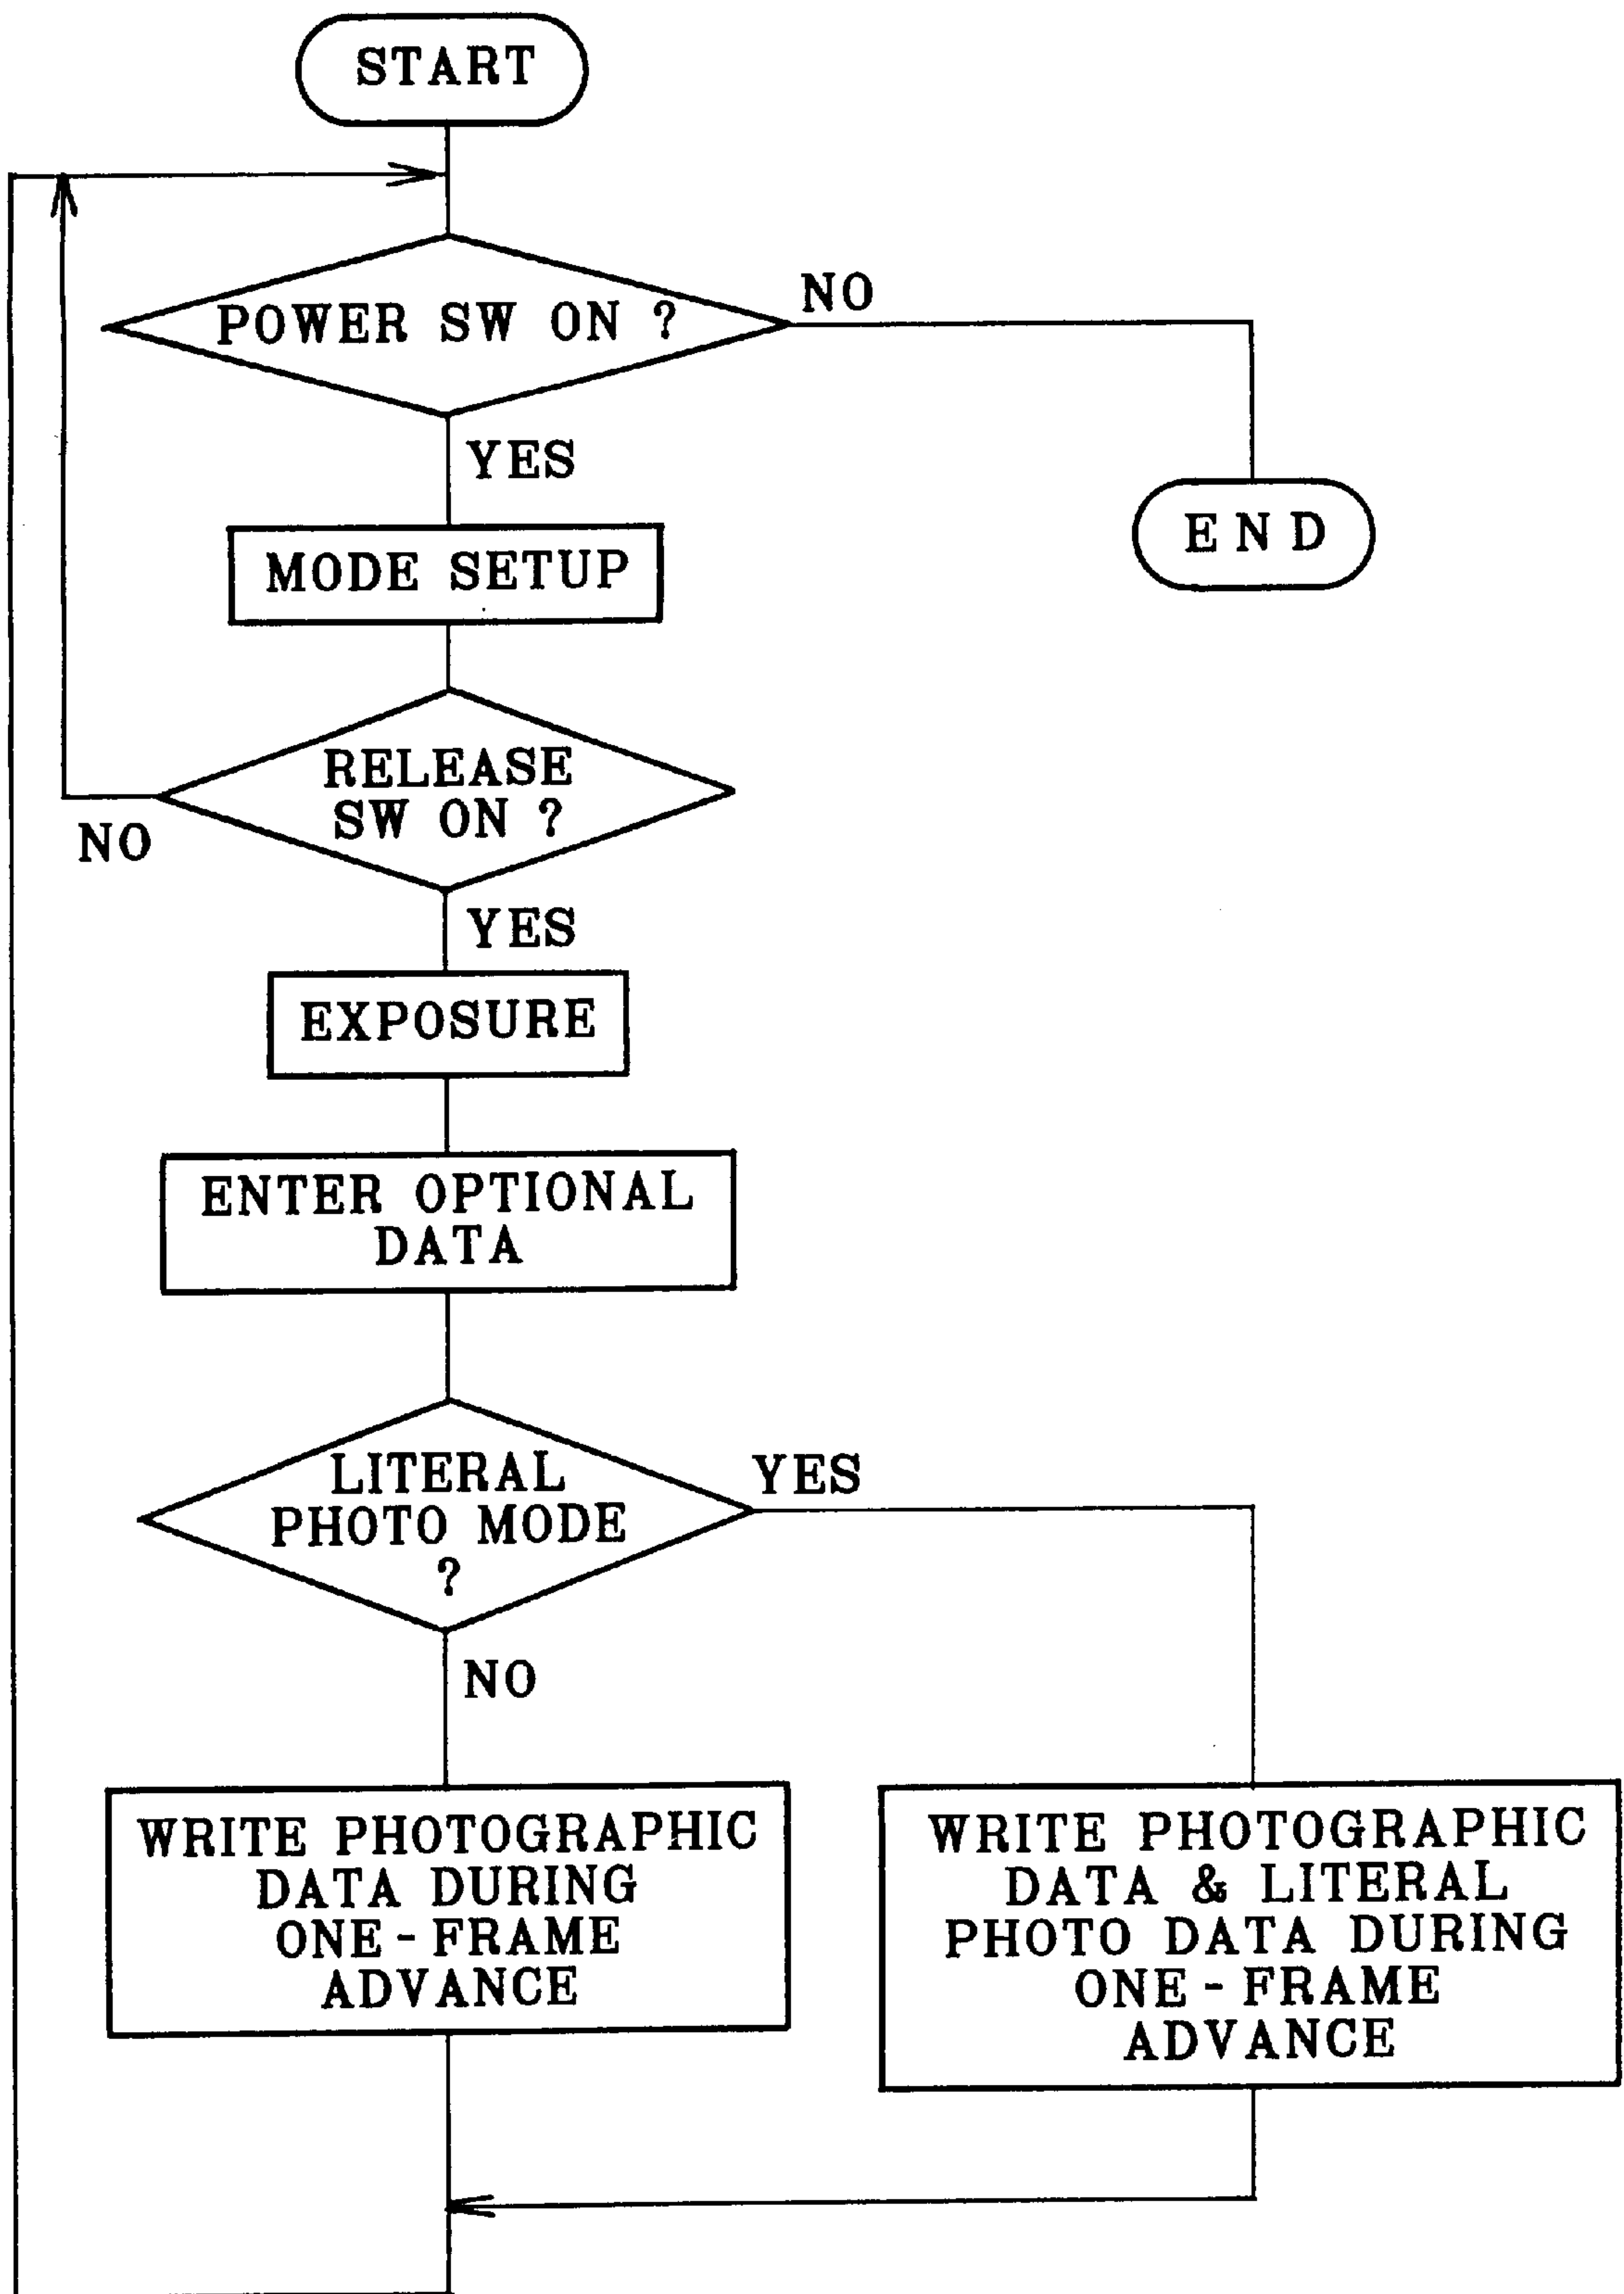 START
POWER SW ON ?
NO
YES
END
MODE SETUP
RELEASE
SW ON ?
NO
YES
EXPOSURE
ENTER OPTIONAL
DATA
LITERAL
PHOTO MODE
?
YES
NO
WRITE PHOTOGRAPHIC
DATA DURING
ONE-FRAME
ADVANCE
WRITE PHOTOGRAPHIC
DATA & LITERAL
PHOTO DATA DURING
ONE-FRAME
ADVANCE